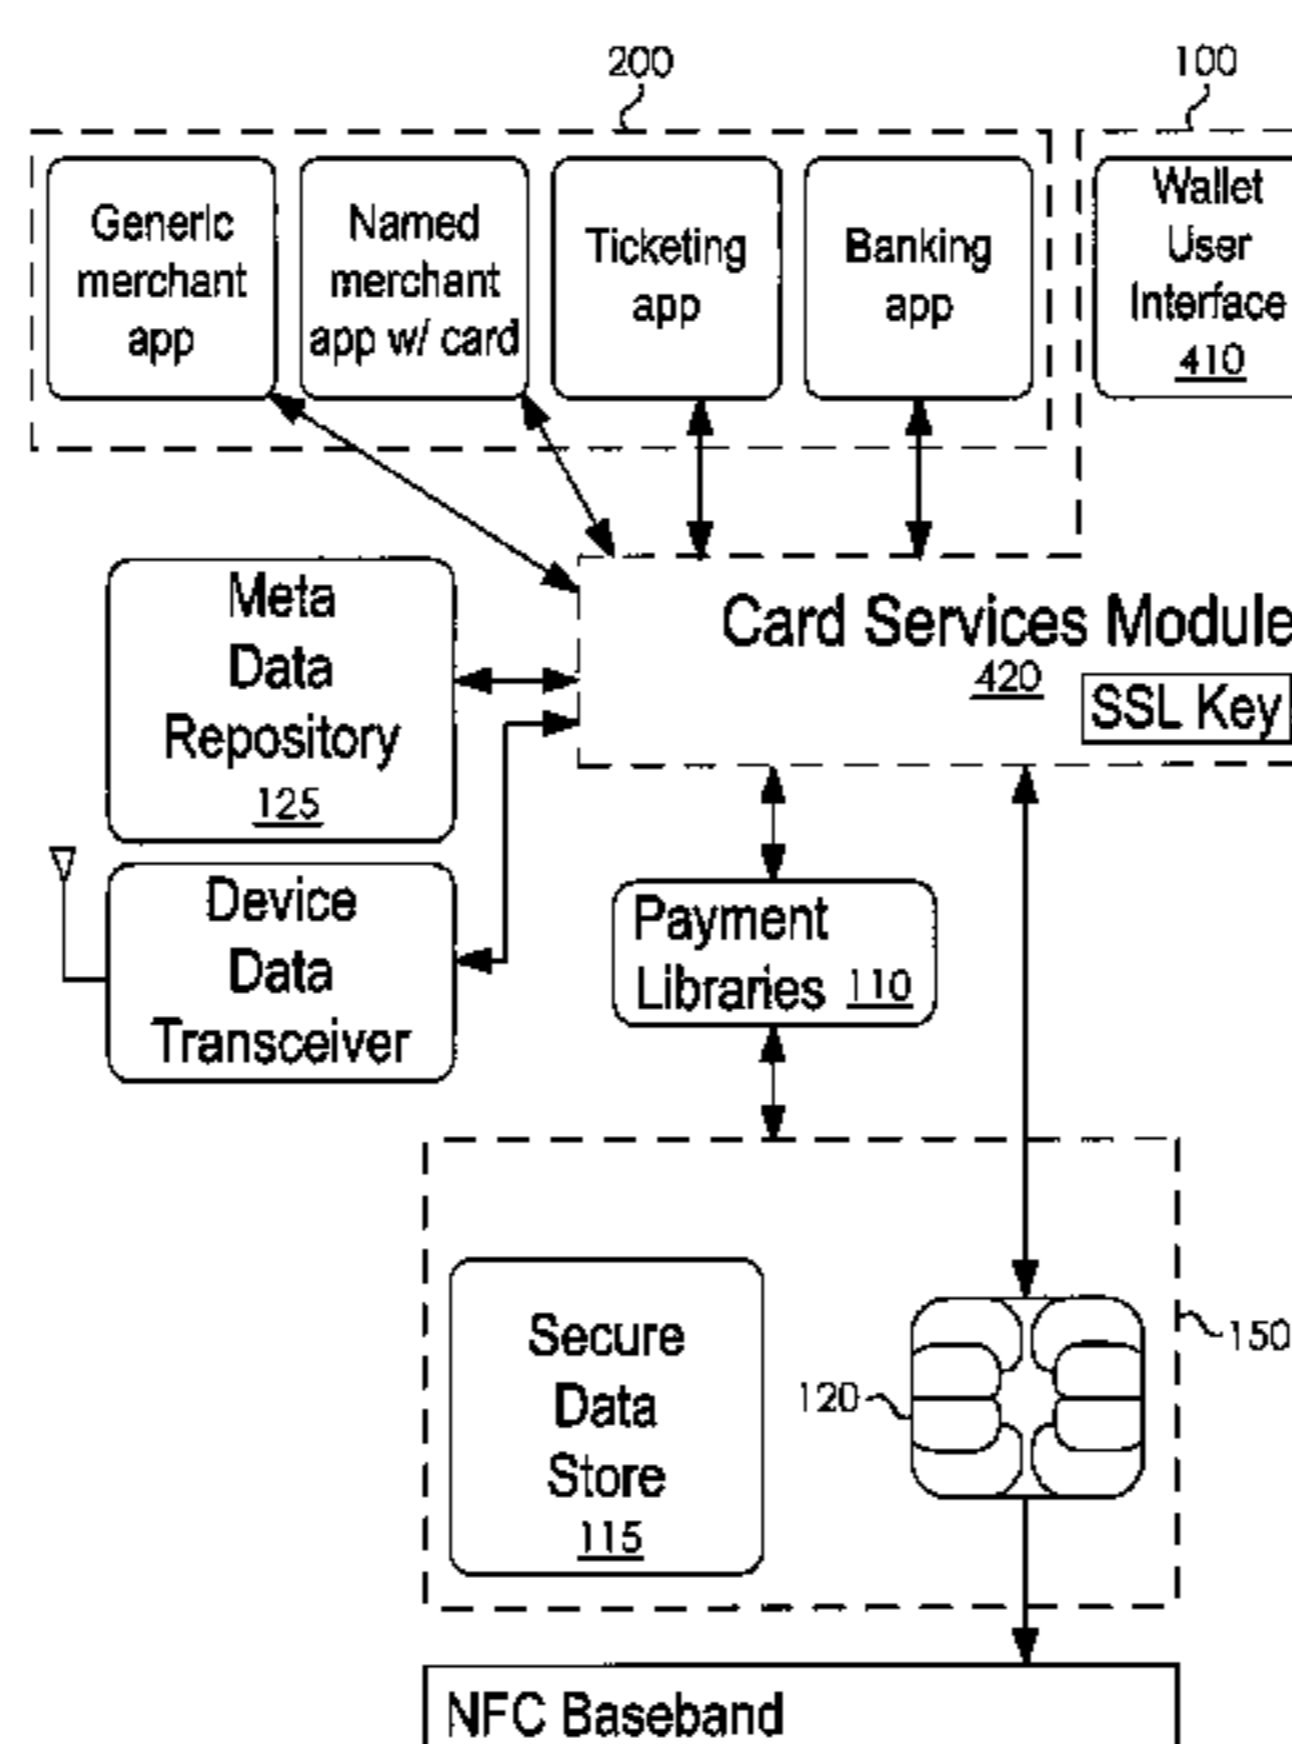 200
100
Generic
merchant
app
Named
merchant
app w/ card
Ticketing
app
Banking
app
Wallet
User
Interface
410
Meta
Data
Repository
125
Card Services Module
420
SSL Key
Device
Data
Transceiver
Payment
Libraries 110
Secure
Data
Store
115
120
150
NFC Baseband